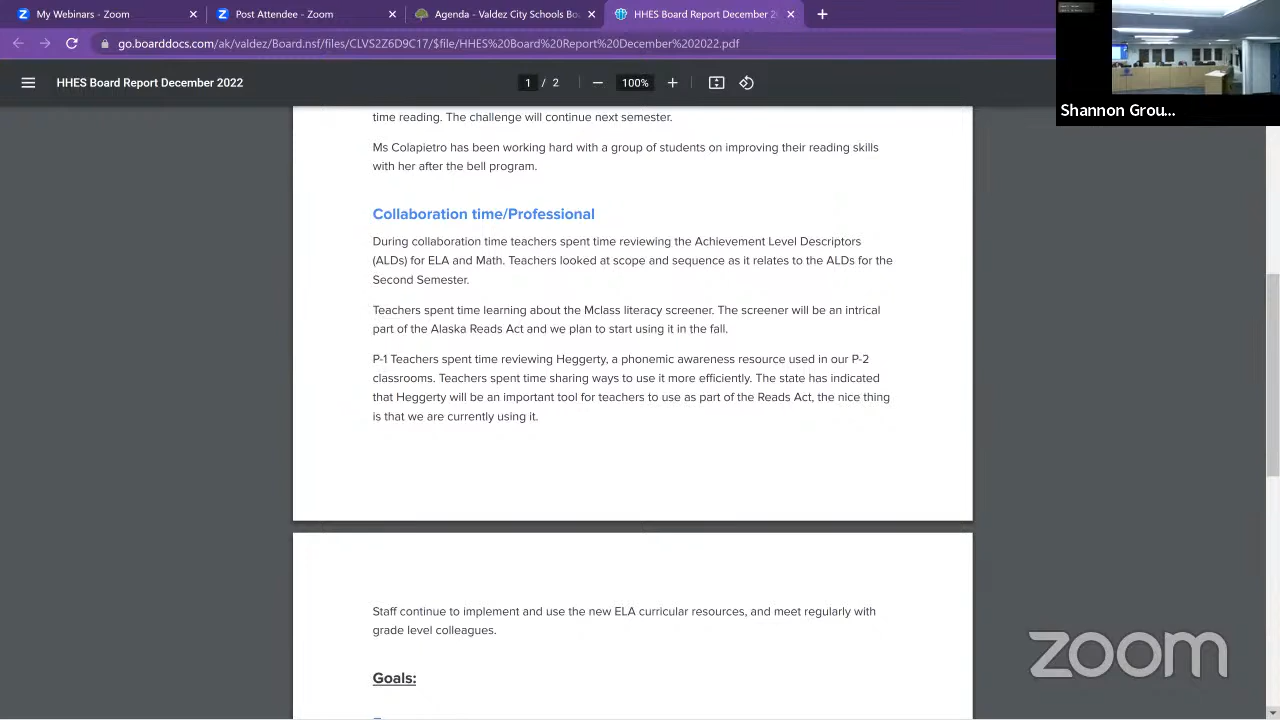 My Webinars - Zoom
Post Attendee - Zoom
Agenda - Valdez City Schools Bo
HHES Board Report December 2
go.boarddocs.com/ak/valdez/Board.nsf/files/CLVS2Z6D9C17/$file/HHES%20Board%20Report%20December%202022.pdf
HHES Board Report December 2022
1 / 2
100%
Shannon Grou...
time reading. The challenge will continue next semester.
Ms Colapietro has been working hard with a group of students on improving their reading skills
with her after the bell program.
Collaboration time/Professional
During collaboration time teachers spent time reviewing the Achievement Level Descriptors
(ALDs) for ELA and Math. Teachers looked at scope and sequence as it relates to the ALDs for the
Second Semester.
Teachers spent time learning about the Mclass literacy screener. The screener will be an intrical
part of the Alaska Reads Act and we plan to start using it in the fall.
P-1 Teachers spent time reviewing Heggerty, a phonemic awareness resource used in our P-2
classrooms. Teachers spent time sharing ways to use it more efficiently. The state has indicated
that Heggerty will be an important tool for teachers to use as part of the Reads Act, the nice thing
is that we are currently using it.
Staff continue to implement and use the new ELA curricular resources, and meet regularly with
grade level colleagues.
Goals:
zoom